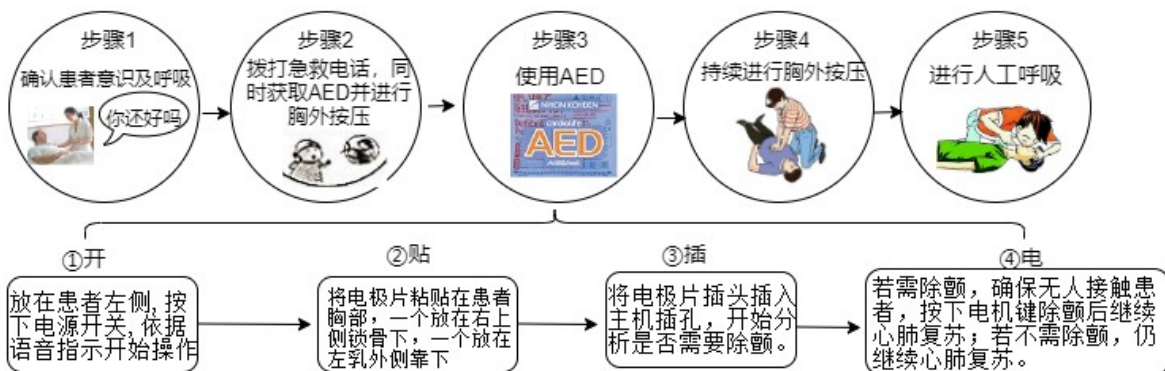 步骤1
确认患者意识及呼吸
你还好吗
步骤2
拨打急救电话，同
时获取AED并进行
胸外按压
步骤3
使用AED
NIHON KOHDEN
cardiolife
AED
步骤4
持续进行胸外按压
步骤5
进行人工呼吸
①开
放在患者左侧,按
下电源开关,依据
语音指示开始操作
②贴
将电极片粘贴在患者
胸部，一个放在右上
侧锁骨下，一个放在
左乳外侧靠下
③插
将电极片插头插入
主机插孔，开始分
析是否需要除颤。
④电
若需除颤，确保无人接触患
者，按下电机键除颤后继续
心肺复苏；若不需除颤，仍
继续心肺复苏。